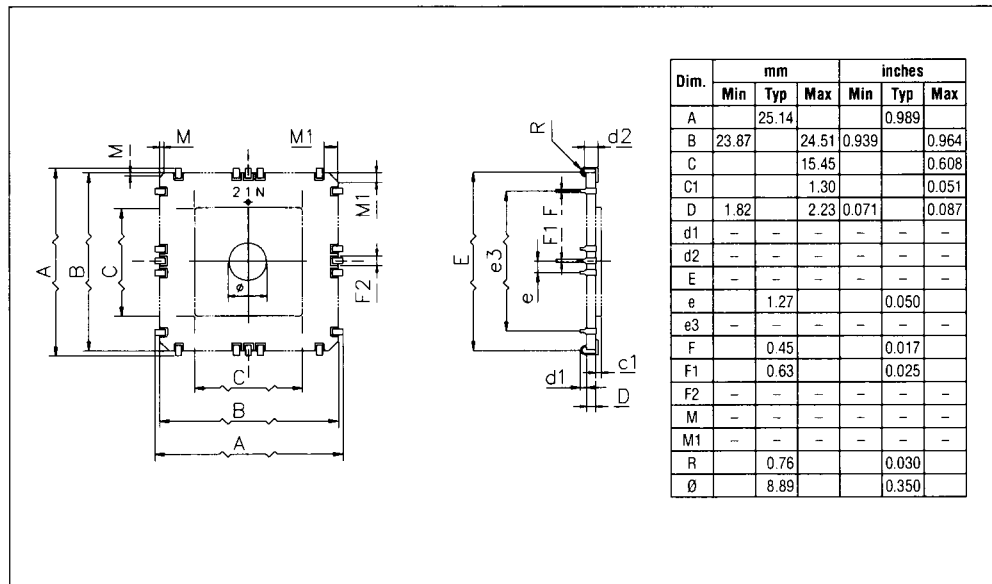 M
M1
M
M1
2 1 N
A
B
C
F2
ø
C
B
A
R
d2
F
F1
E
e3
e
d1
c1
D
Dim. mm inches
Min Typ Max Min Typ Max
A 25.14 0.989
B 23.87 24.51 0.939 0.964
C 15.45 0.608
C1 1.30 0.051
D 1.82 2.23 0.071 0.087
d1 – – – – – –
d2 – – – – – –
E – – – – – –
e 1.27 0.050
e3 – – – – – –
F 0.45 0.017
F1 0.63 0.025
F2 – – – – – –
M – – – – – –
M1 – – – – – –
R 0.76 0.030
Ø 8.89 0.350